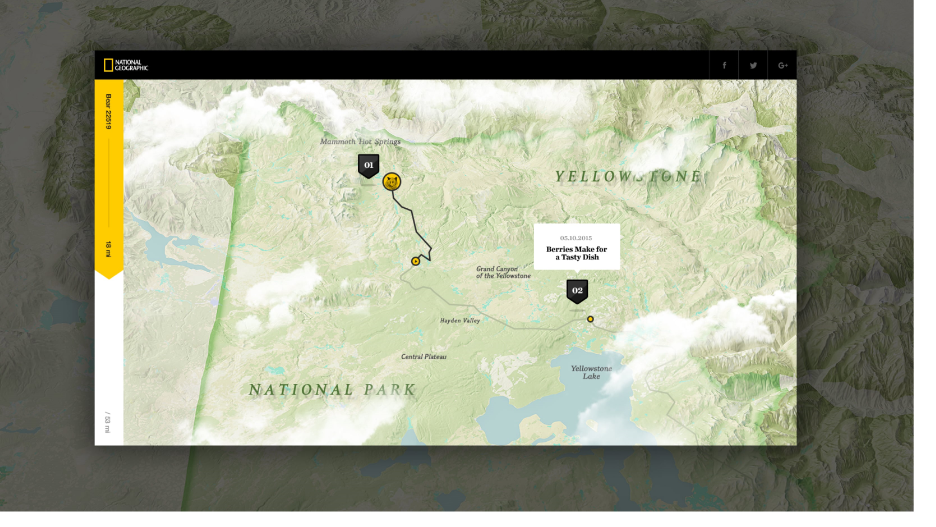 NATIONAL
GEOGRAPHIC
f
G+
Bear 22519
18 mi
/ 53 mi
Mammoth Hot Springs
01
YELLOWSTONE
03.10.2015
Berries Make for
a Tasty Dish
Grand Canyon
of the Yellowstone
02
Hayden Valley
Central Plateau
Yellowstone
Lake
NATIONAL PARK